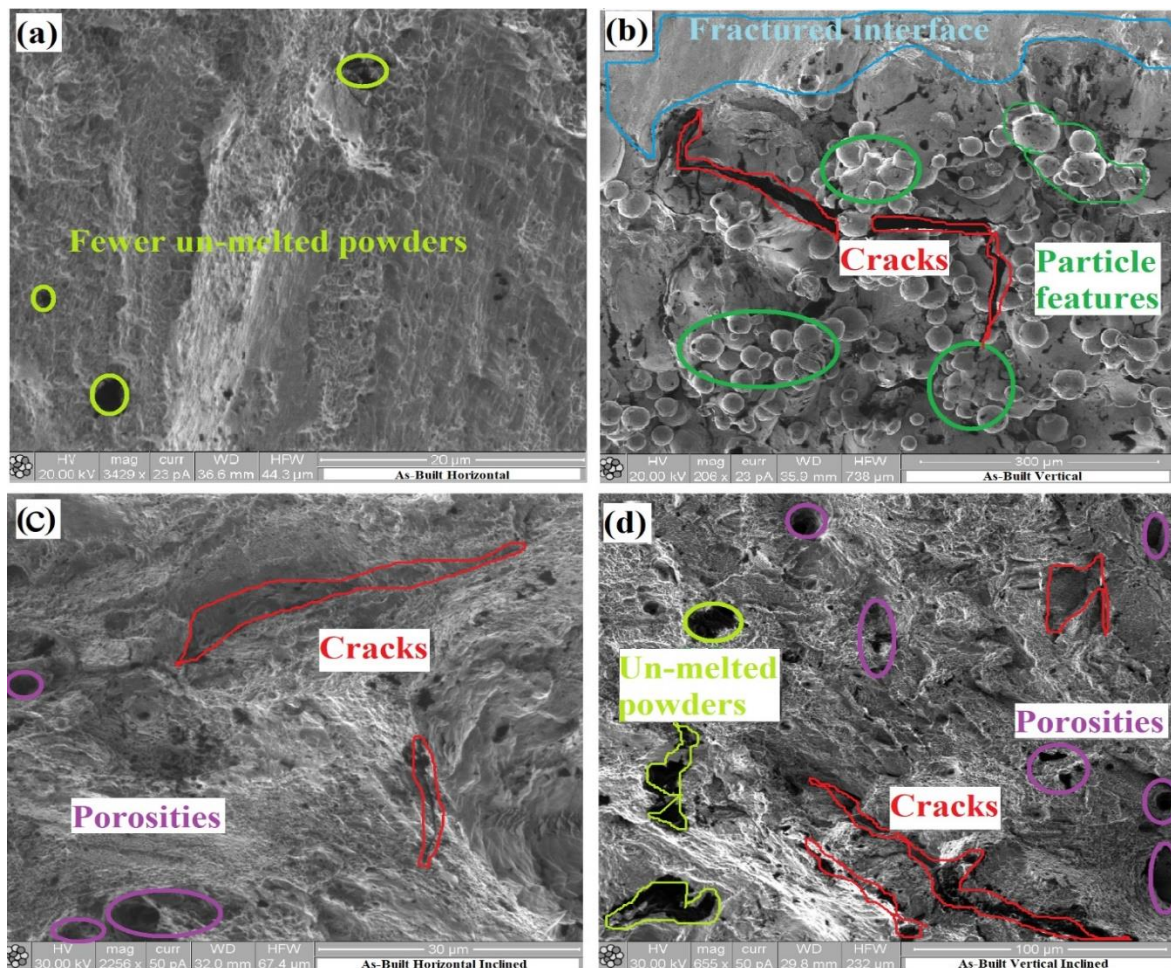 (a)
Fewer un-melted powders
HV mag curr WD HFW 20 µm
20.00 kV 3429 x 23 pA 36.6 mm 44.3 µm As-Built Horizontal
(b)
Fractured interface
Cracks
Particle
features
HV mag curr WD HFW 300 µm
20.00 kV 206 x 23 pA 35.9 mm 738 µm As-Built Vertical
(c)
Cracks
Porosities
HV mag curr WD HFW 30 µm
30.00 kV 2256 x 50 pA 32.0 mm 67.4 µm As-Built Horizontal Inclined
(d)
Un-melted
powders
Porosities
Cracks
HV mag curr WD HFW 100 µm
30.00 kV 655 x 50 pA 29.8 mm 232 µm As-Built Vertical Inclined